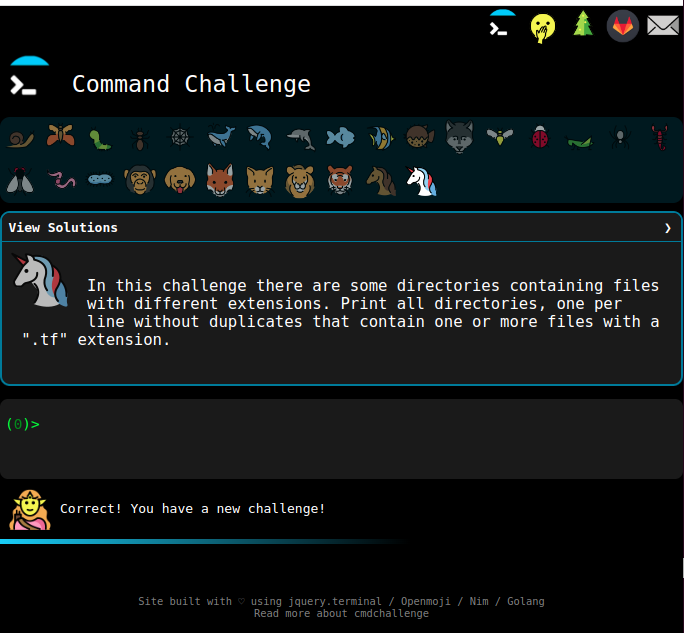 Command Challenge
View Solutions ❯
In this challenge there are some directories containing files
with different extensions. Print all directories, one per
line without duplicates that contain one or more files with a
".tf" extension.
(0)>
Correct! You have a new challenge!
Site built with ♡ using jquery.terminal / Openmoji / Nim / Golang
Read more about cmdchallenge